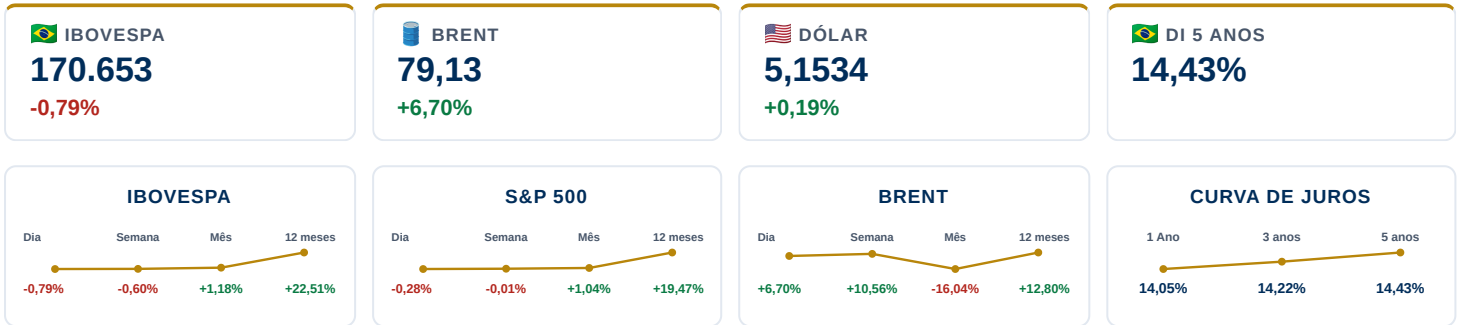 IBOVESPA
170.653
-0,79%
BRENT
79,13
+6,70%
DÓLAR
5,1534
+0,19%
DI 5 ANOS
14,43%
IBOVESPA
Dia Semana Mês 12 meses
-0,79% -0,60% +1,18% +22,51%
S&P 500
Dia Semana Mês 12 meses
-0,28% -0,01% +1,04% +19,47%
BRENT
Dia Semana Mês 12 meses
+6,70% +10,56% -16,04% +12,80%
CURVA DE JUROS
1 Ano 3 anos 5 anos
14,05% 14,22% 14,43%